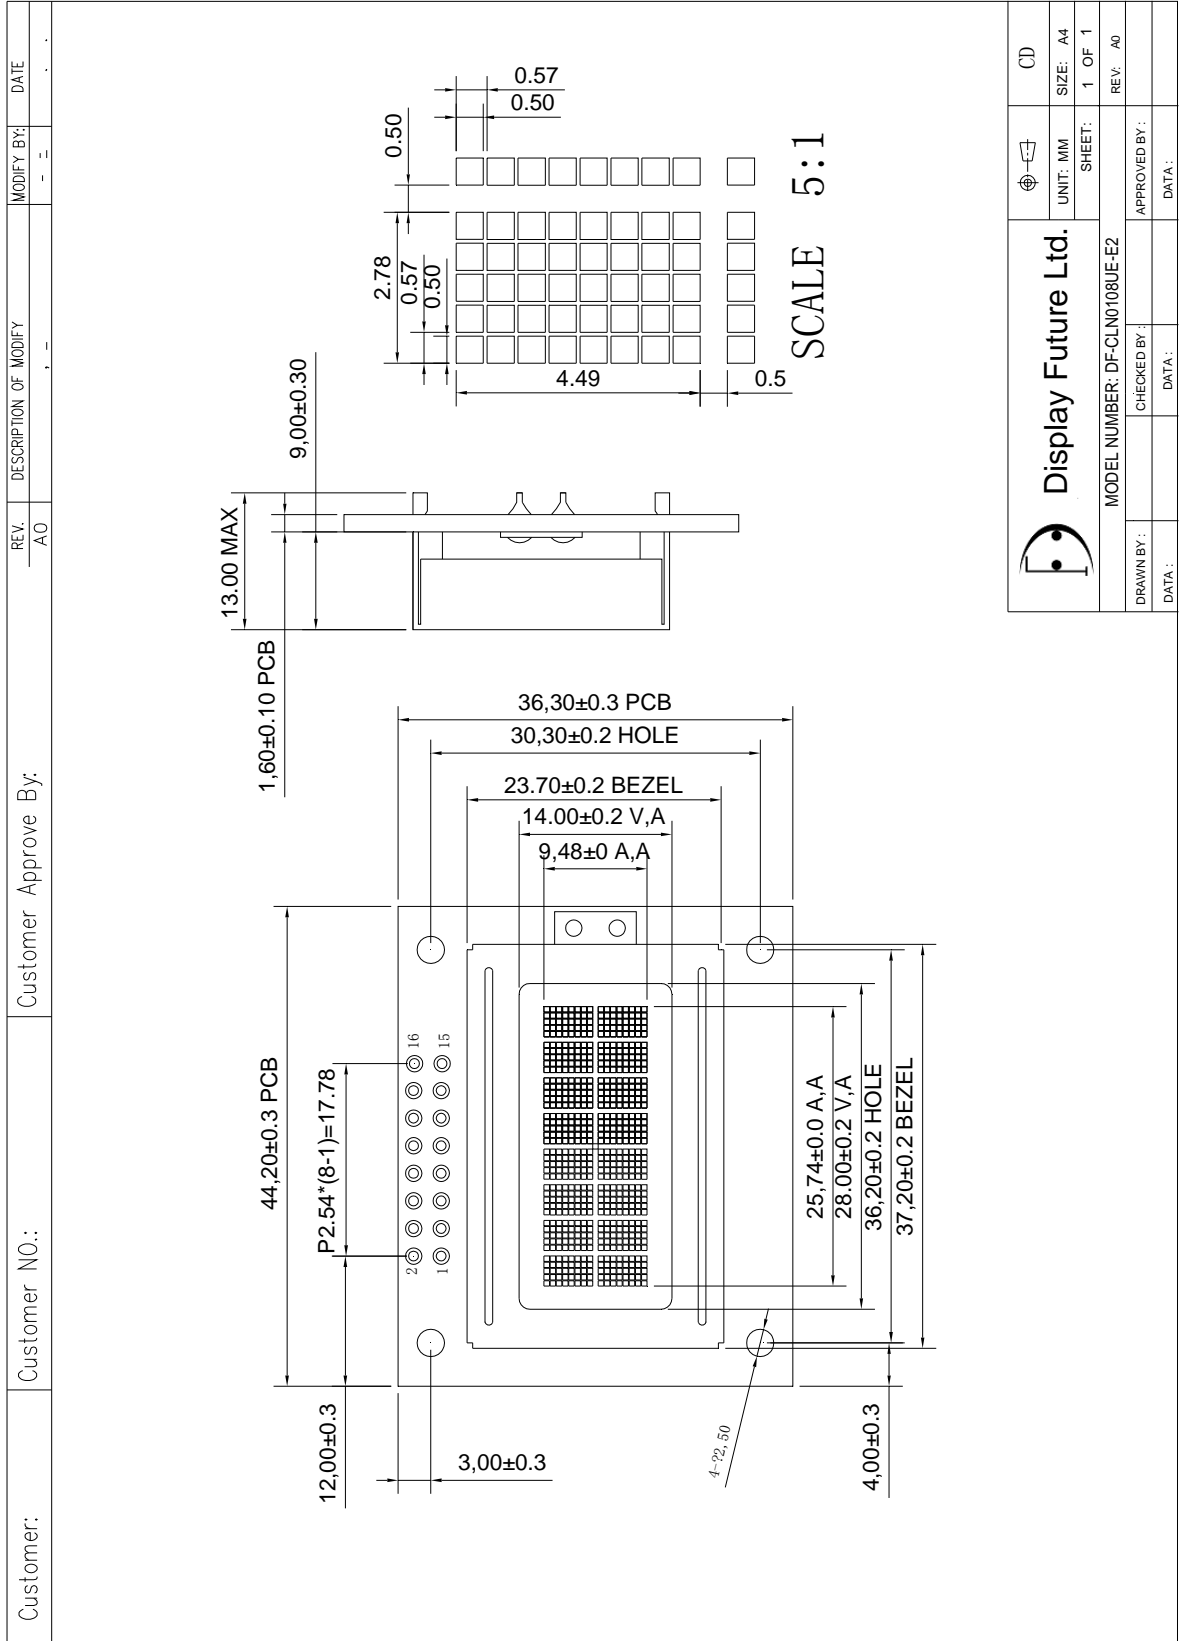 Customer:
Customer NO.:
Customer Approve By:
REV.
DESCRIPTION OF MODIFY
MODIFY BY:
DATE
A0
44,20±0.3 PCB
P2.54*(8-1)=17.78
12,00±0.3
3,00±0.3
2
16
1
15
36,30±0.3 PCB
30,30±0.2 HOLE
23.70±0.2 BEZEL
14.00±0.2 V,A
9,48±0 A,A
25,74±0.0 A,A
28.00±0.2 V,A
36,20±0.2 HOLE
37,20±0.2 BEZEL
4-?2,50
4,00±0.3
13.00 MAX
1,60±0.10 PCB
9,00±0.30
2.78
0.57
0.50
0.50
0.57
0.50
4.49
0.5
SCALE 5:1
Display Future Ltd.
CD
UNIT: MM
SIZE: A4
SHEET: 1 OF 1
MODEL NUMBER: DF-CLN0108UE-E2
REV: A0
DRAWN BY :
CHECKED BY :
APPROVED BY :
DATA :
DATA :
DATA :